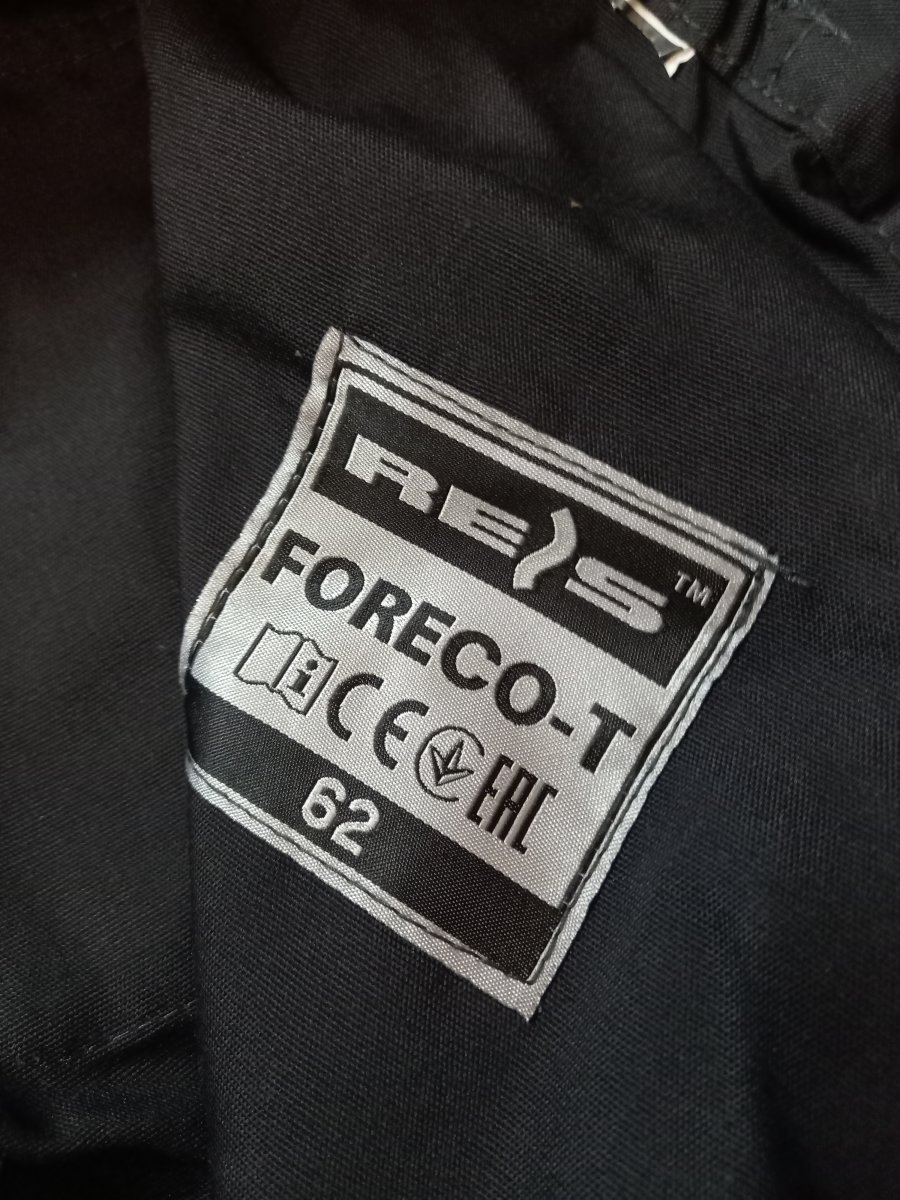 REIS™
FORECO-T
i CE EAC
62